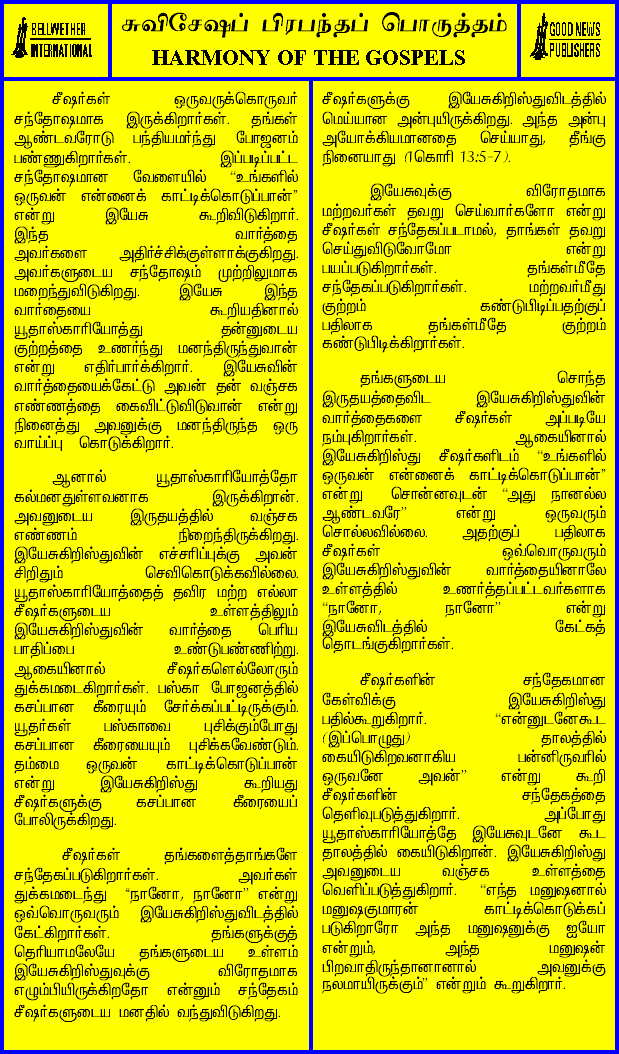 BELLWETHER
INTERNATIONAL
சுவிசேஷப் பிரபந்தப் பொருத்தம்
HARMONY OF THE GOSPELS
GOOD NEWS
PUBLISHERS
சீஷர்கள் ஒருவருக்கொருவர்
சந்தோஷமாக இருக்கிறார்கள். தங்கள்
ஆண்டவரோடு பந்தியமர்ந்து போஜனம்
பண்ணுகிறார்கள். இப்படிப்பட்ட
சந்தோஷமான வேளையில் “உங்களில்
ஒருவன் என்னைக் காட்டிக்கொடுப்பான்”
என்று இயேசு கூறிவிடுகிறார்.
இந்த வார்த்தை
அவர்களை அதிர்ச்சிக்குள்ளாக்குகிறது.
அவர்களுடைய சந்தோஷம் முற்றிலுமாக
மறைந்துவிடுகிறது. இயேசு இந்த
வார்தையை கூறியதினால்
யூதாஸ்காரியோத்து தன்னுடைய
குற்றத்தை உணர்ந்து மனந்திருந்துவான்
என்று எதிர்பார்க்கிறார். இயேசுவின்
வார்த்தையைக்கேட்டு அவன் தன் வஞ்சக
எண்ணத்தை கைவிட்டுவிடுவான் என்று
நினைத்து அவனுக்கு மனந்திருந்த ஒரு
வாய்ப்பு கொடுக்கிறார்.
ஆனால் யூதாஸ்காரியோத்தோ
கல்மனதுள்ளவனாக இருக்கிறான்.
அவனுடைய இருதயத்தில் வஞ்சக
எண்ணம் நிறைந்திருக்கிறது.
இயேசுகிறிஸ்துவின் எச்சரிப்புக்கு அவன்
சிறிதும் செவிகொடுக்கவில்லை.
யூதாஸ்காரியோத்தைத் தவிர மற்ற எல்லா
சீஷர்களுடைய உள்ளத்திலும்
இயேசுகிறிஸ்துவின் வார்த்தை பெரிய
பாதிப்பை உண்டுபண்ணிற்று.
ஆகையினால் சீஷர்களெல்லோரும்
துக்கமடைகிறார்கள். பஸ்கா போஜனத்தில்
கசப்பான கீரையும் சேர்க்கப்பட்டிருக்கும்.
யூதர்கள் பஸ்காவை புசிக்கும்போது
கசப்பான கீரையையும் புசிக்கவேண்டும்.
தம்மை ஒருவன் காட்டிக்கொடுப்பான்
என்று இயேசுகிறிஸ்து கூறியது
சீஷர்களுக்கு கசப்பான கீரையைப்
போலிருக்கிறது.
சீஷர்கள் தங்களைத்தாங்களே
சந்தேகப்படுகிறார்கள். அவர்கள்
துக்கமடைந்து “நானோ, நானோ” என்று
ஒவ்வொருவரும் இயேசுகிறிஸ்துவிடத்தில்
கேட்கிறார்கள். தங்களுக்குத்
தெரியாமலேயே தங்களுடைய உள்ளம்
இயேசுகிறிஸ்துவுக்கு விரோதமாக
எழும்பியிருக்கிறதோ என்னும் சந்தேகம்
சீஷர்களுடைய மனதில் வந்துவிடுகிறது.
சீஷர்களுக்கு இயேசுகிறிஸ்துவிடத்தில்
மெய்யான அன்புயிருக்கிறது. அந்த அன்பு
அயோக்கியமானதை செய்யாது, தீங்கு
நினையாது (1கொரி 13:5-7).
இயேசுவுக்கு விரோதமாக
மற்றவர்கள் தவறு செய்வார்களோ என்று
சீஷர்கள் சந்தேகப்படாமல், தாங்கள் தவறு
செய்துவிடுவோமோ என்று
பயப்படுகிறார்கள். தங்கள்மீதே
சந்தேகப்படுகிறார்கள். மற்றவர்மீது
குற்றம் கண்டுபிடிப்பதற்குப்
பதிலாக தங்கள்மீதே குற்றம்
கண்டுபிடிக்கிறார்கள்.
தங்களுடைய சொந்த
இருதயத்தைவிட இயேசுகிறிஸ்துவின்
வார்த்தைகளை சீஷர்கள் அப்படியே
நம்புகிறார்கள். ஆகையினால்
இயேசுகிறிஸ்து சீஷர்களிடம் “உங்களில்
ஒருவன் என்னைக் காட்டிக்கொடுப்பான்”
என்று சொன்னவுடன் “அது நானல்ல
ஆண்டவரே” என்று ஒருவரும்
சொல்லவில்லை. அதற்குப் பதிலாக
சீஷர்கள் ஒவ்வொருவரும்
இயேசுகிறிஸ்துவின் வார்த்தையினாலே
உள்ளத்தில் உணர்த்தப்பட்டவர்களாக
“நானோ, நானோ” என்று
இயேசுவிடத்தில் கேட்கத்
தொடங்குகிறார்கள்.
சீஷர்களின் சந்தேகமான
கேள்விக்கு இயேசுகிறிஸ்து
பதில்கூறுகிறார். “என்னுடனேகூட
(இப்பொழுது) தாலத்தில்
கையிடுகிறவனாகிய பன்னிருவரில்
ஒருவனே அவன்” என்று கூறி
சீஷர்களின் சந்தேகத்தை
தெளிவுபடுத்துகிறார். அப்போது
யூதாஸ்காரியோத்தே இயேசுவுடனே கூட
தாலத்தில் கையிடுகிறான். இயேசுகிறிஸ்து
அவனுடைய வஞ்சக உள்ளத்தை
வெளிப்படுத்துகிறார். “எந்த மனுஷனால்
மனுஷகுமாரன் காட்டிக்கொடுக்கப்
படுகிறாரோ அந்த மனுஷனுக்கு ஐயோ
என்றும், அந்த மனுஷன்
பிறவாதிருந்தானானால் அவனுக்கு
நலமாயிருக்கும்” என்றும் கூறுகிறார்.